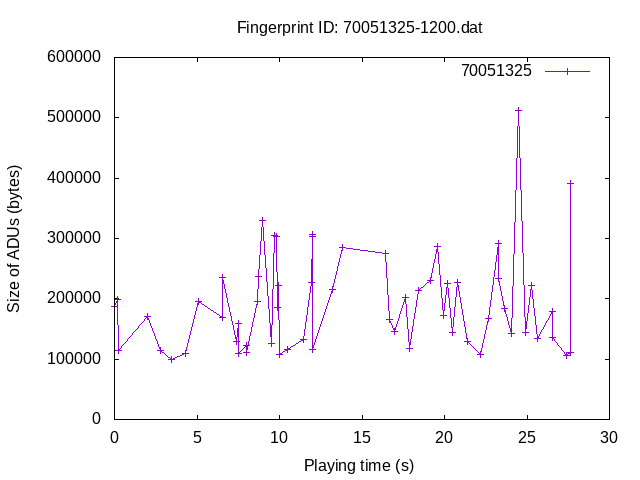 Fingerprint ID: 70051325-1200.dat
70051325
Size of ADUs (bytes)
600000
500000
400000
300000
200000
100000
0
0 5 10 15 20 25 30
Playing time (s)